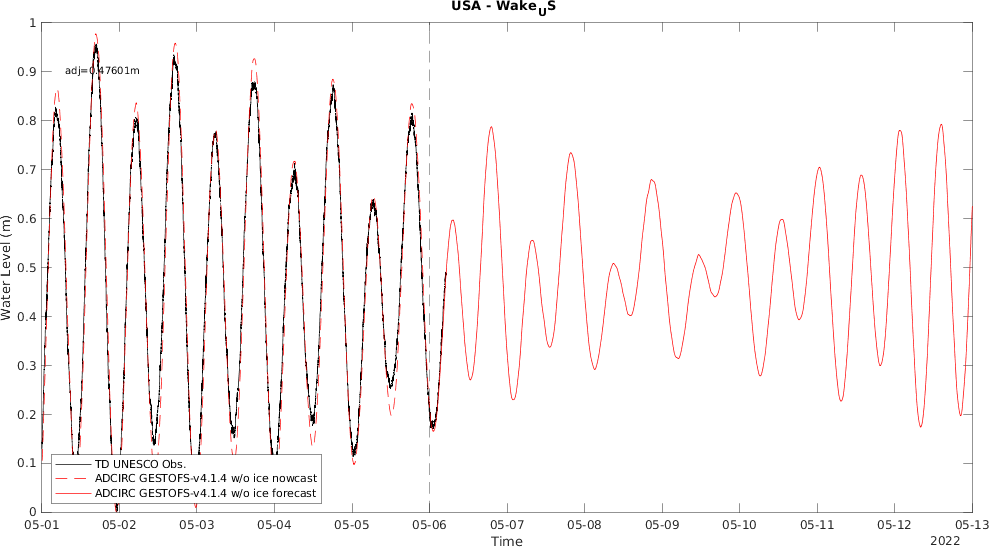 USA - Wake_US
1
0.9
0.8
0.7
0.6
0.5
0.4
0.3
0.2
0.1
0
Water Level (m)
adj=0.47601m
TD UNESCO Obs.
ADCIRC GESTOFS-v4.1.4 w/o ice nowcast
ADCIRC GESTOFS-v4.1.4 w/o ice forecast
05-01 05-02 05-03 05-04 05-05 05-06 05-07 05-08 05-09 05-10 05-11 05-12 05-13
Time
2022